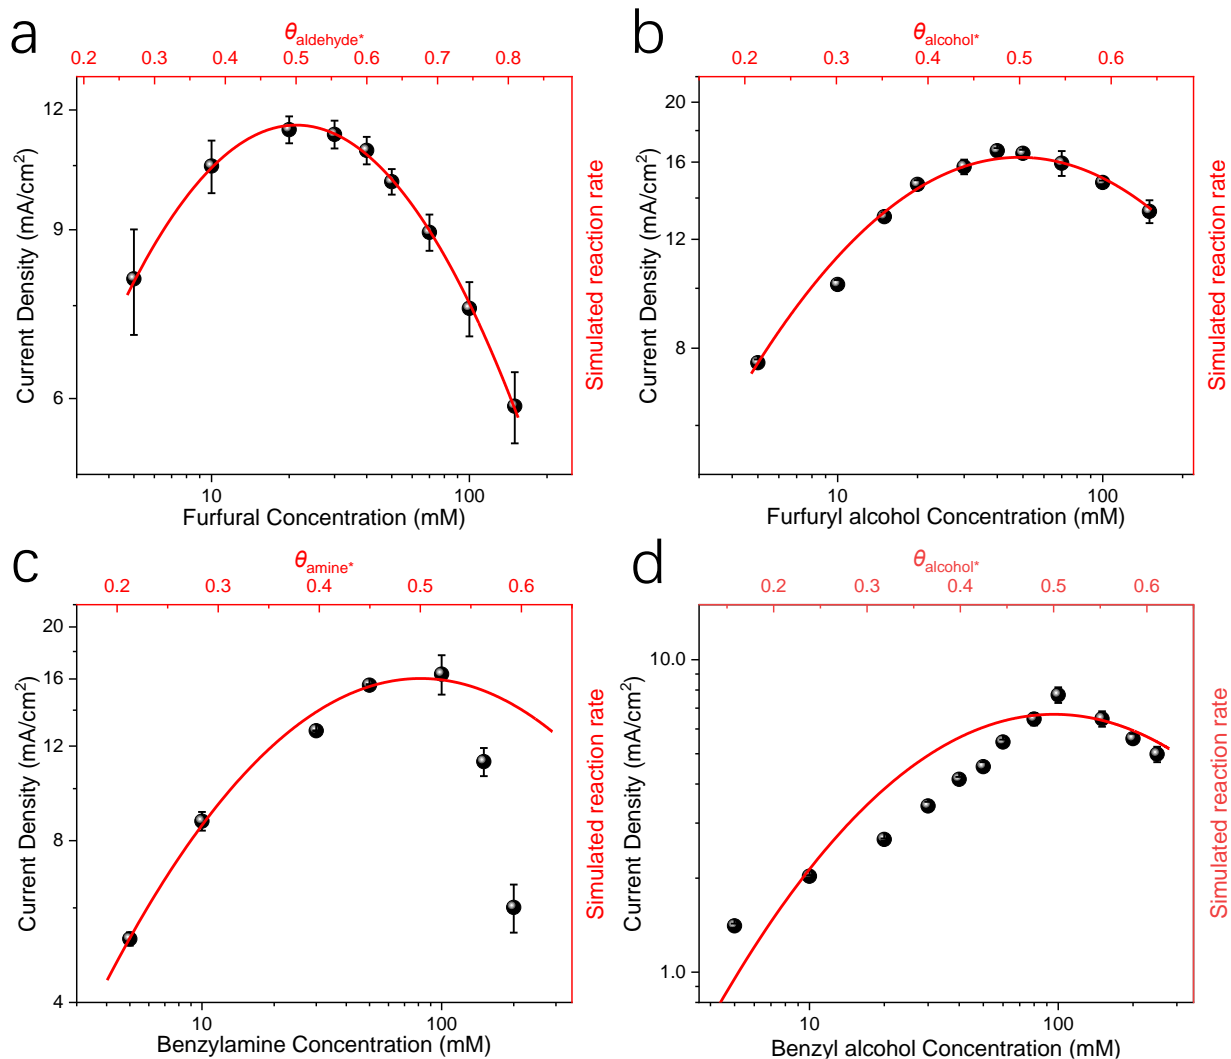 a
θaldehyde*
0.2 0.3 0.4 0.5 0.6 0.7 0.8
12
9
6
Current Density (mA/cm²)
Simulated reaction rate
10 100
Furfural Concentration (mM)
b
θalcohol*
0.2 0.3 0.4 0.5 0.6
20
16
12
8
Current Density (mA/cm²)
Simulated reaction rate
10 100
Furfuryl alcohol Concentration (mM)
c
θamine*
0.2 0.3 0.4 0.5 0.6
20
16
12
8
4
Current Density (mA/cm²)
Simulated reaction rate
10 100
Benzylamine Concentration (mM)
d
θalcohol*
0.2 0.3 0.4 0.5 0.6
10.0
1.0
Current Density (mA/cm²)
Simulated reaction rate
10 100
Benzyl alcohol Concentration (mM)